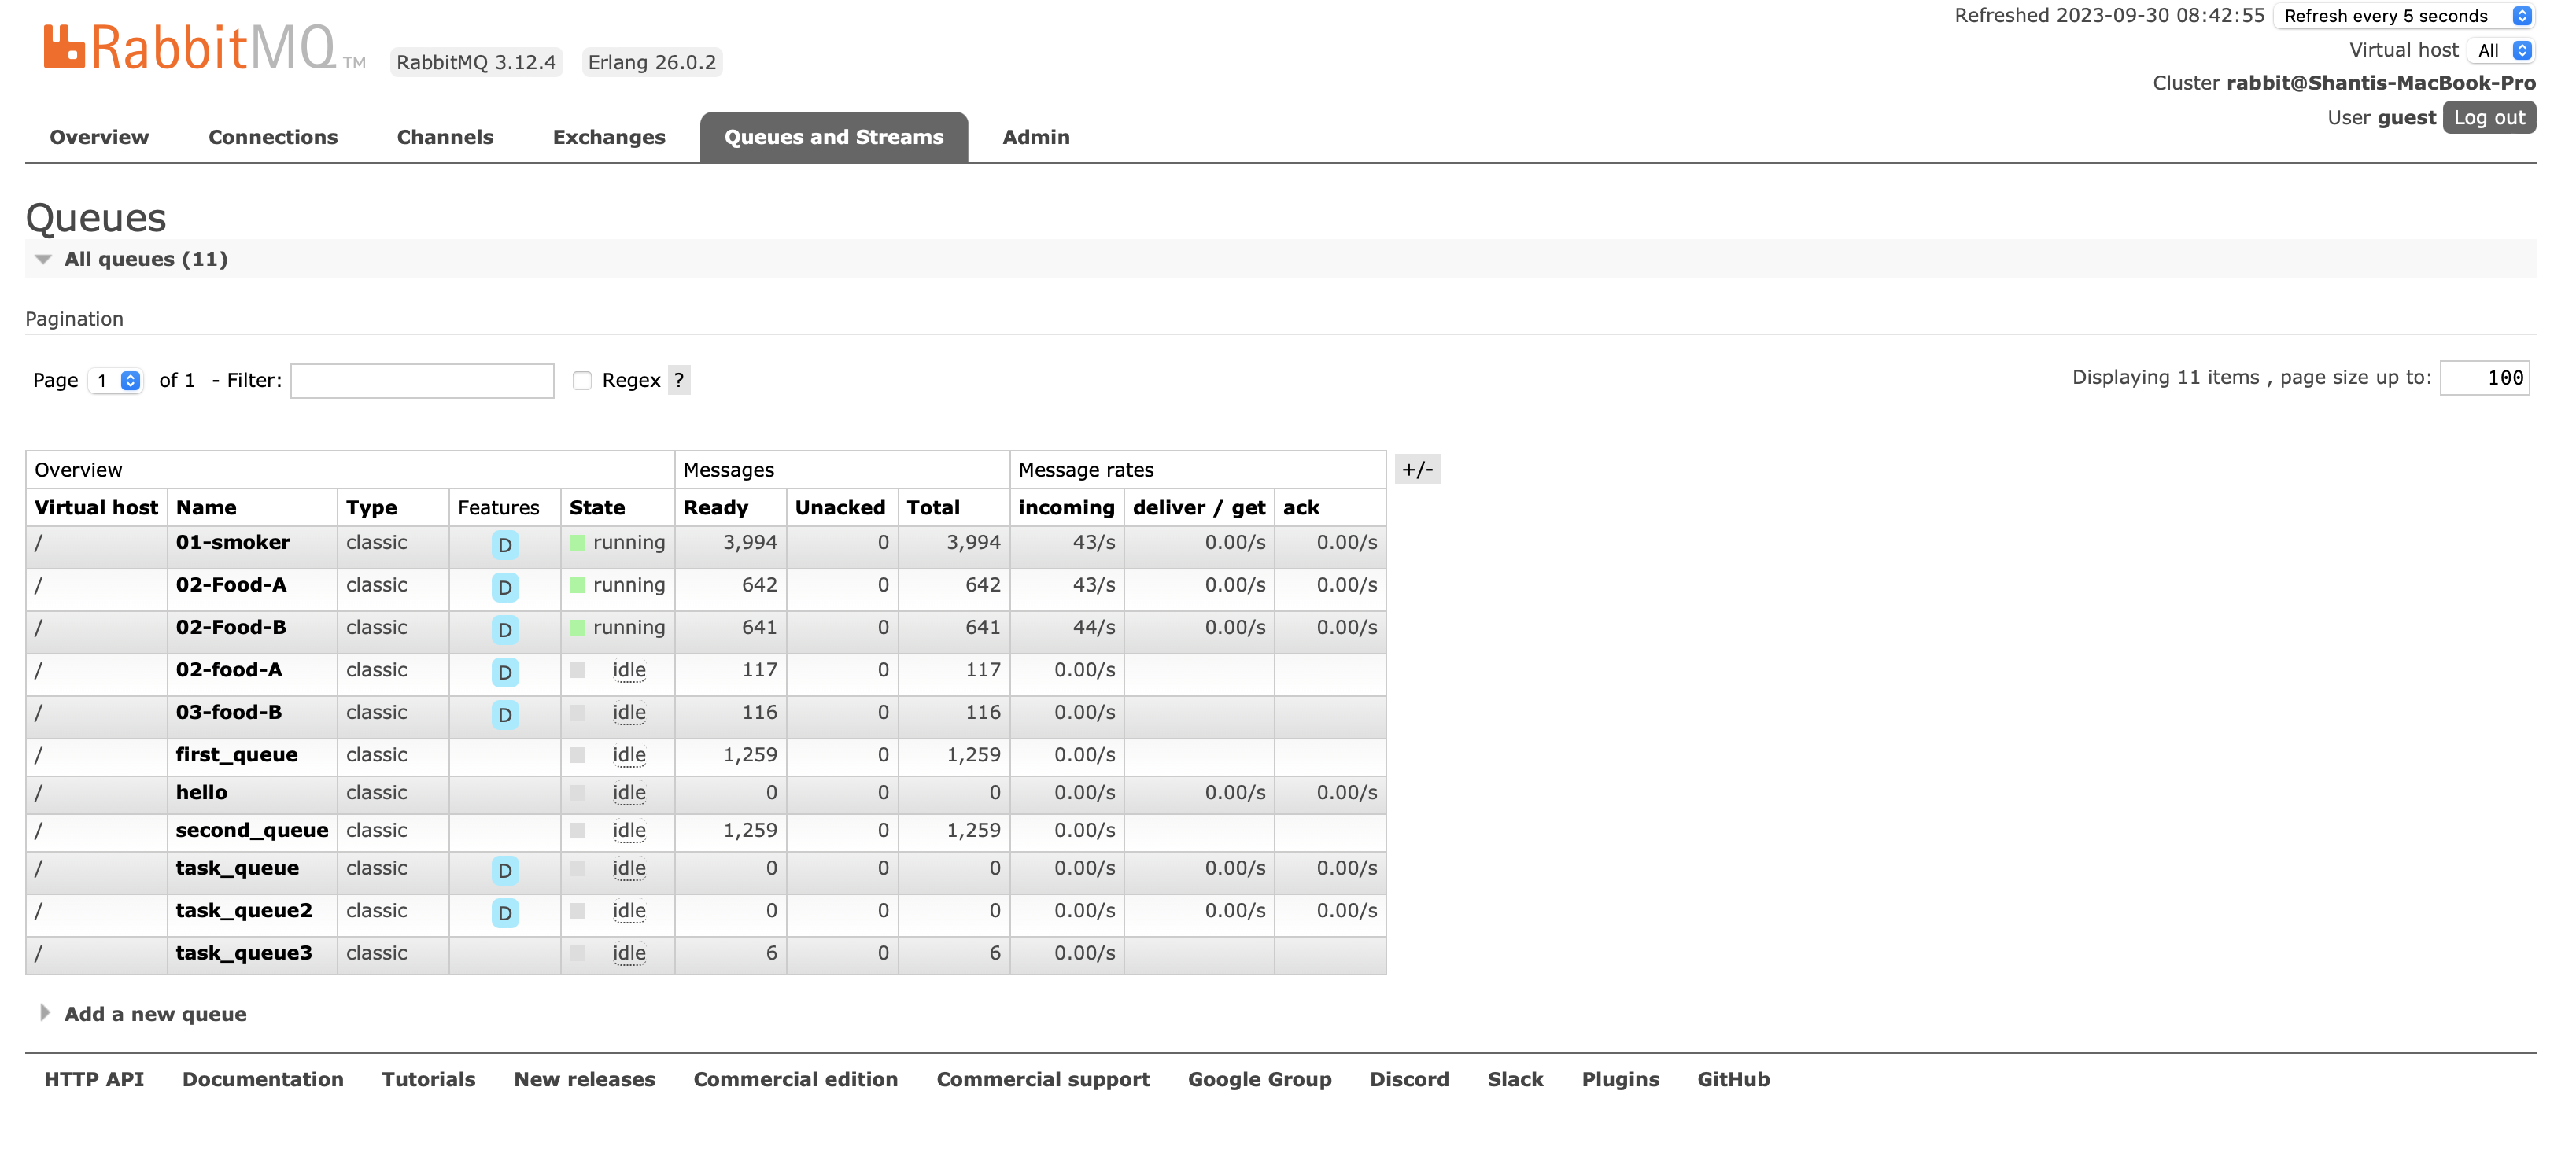 Refreshed 2023-09-30 08:42:55 Refresh every 5 seconds
RabbitMQ TM RabbitMQ 3.12.4 Erlang 26.0.2
Virtual host All
Cluster rabbit@Shantis-MacBook-Pro
User guest Log out
Overview Connections Channels Exchanges Queues and Streams Admin
Queues
All queues (11)
Pagination
Page 1 of 1 - Filter: Regex ? Displaying 11 items , page size up to: 100
Overview Messages Message rates +/-
Virtual host Name Type Features State Ready Unacked Total incoming deliver / get ack
/ 01-smoker classic D running 3,994 0 3,994 43/s 0.00/s 0.00/s
/ 02-Food-A classic D running 642 0 642 43/s 0.00/s 0.00/s
/ 02-Food-B classic D running 641 0 641 44/s 0.00/s 0.00/s
/ 02-food-A classic D idle 117 0 117 0.00/s
/ 03-food-B classic D idle 116 0 116 0.00/s
/ first_queue classic idle 1,259 0 1,259 0.00/s
/ hello classic idle 0 0 0 0.00/s 0.00/s 0.00/s
/ second_queue classic idle 1,259 0 1,259 0.00/s
/ task_queue classic D idle 0 0 0 0.00/s 0.00/s 0.00/s
/ task_queue2 classic D idle 0 0 0 0.00/s 0.00/s 0.00/s
/ task_queue3 classic idle 6 0 6 0.00/s
Add a new queue
HTTP API Documentation Tutorials New releases Commercial edition Commercial support Google Group Discord Slack Plugins GitHub